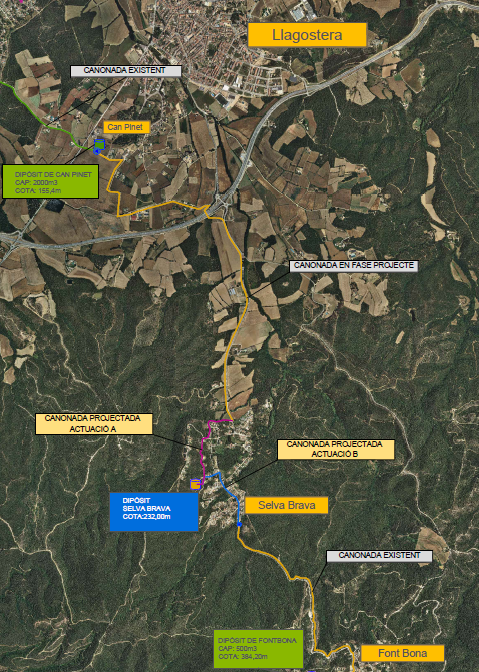 Llagostera
CANONADA EXISTENT
Can Pinet
DIPÒSIT DE CAN PINET
CAP: 2000m3
COTA: 155,4m
CANONADA EN FASE PROJECTE
CANONADA PROJECTADA
ACTUACIÓ A
CANONADA PROJECTADA
ACTUACIÓ B
DIPÒSIT
SELVA BRAVA
COTA:232,00m
Selva Brava
CANONADA EXISTENT
DIPÒSIT DE FONTBONA
CAP: 500m3
COTA: 384,20m
Font Bona